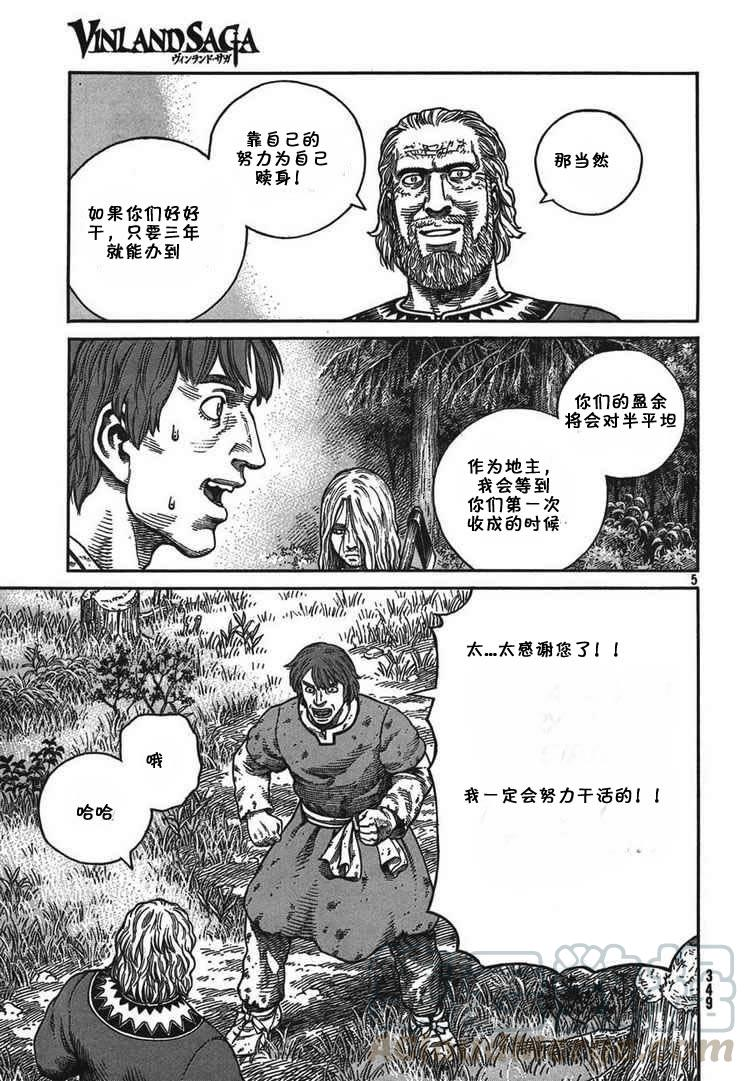 VINLAND SAGA
ヴィンランド・サガ
那当然
靠自己的
努力为自己
赎身！
如果你们好好
干，只要三年
就能办到
你们的盈余
将会对半平坦
作为地主，
我会等到
你们第一次
收成的时候
5
太...太感谢您了！！
我一定会努力干活的！！
哦
哈哈
349